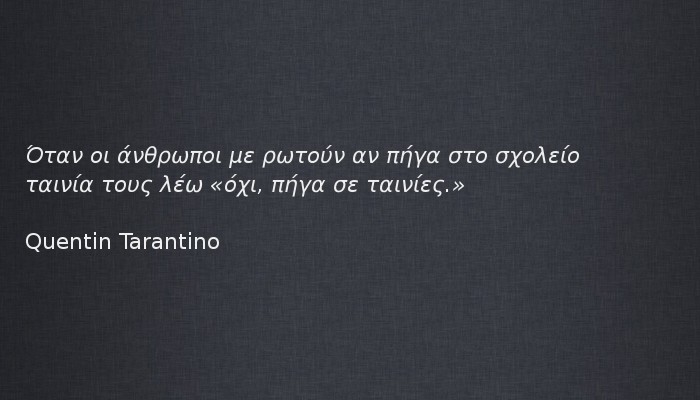 Όταν οι άνθρωποι με ρωτούν αν πήγα στο σχολείο
ταινία τους λέω «όχι, πήγα σε ταινίες.»
Quentin Tarantino